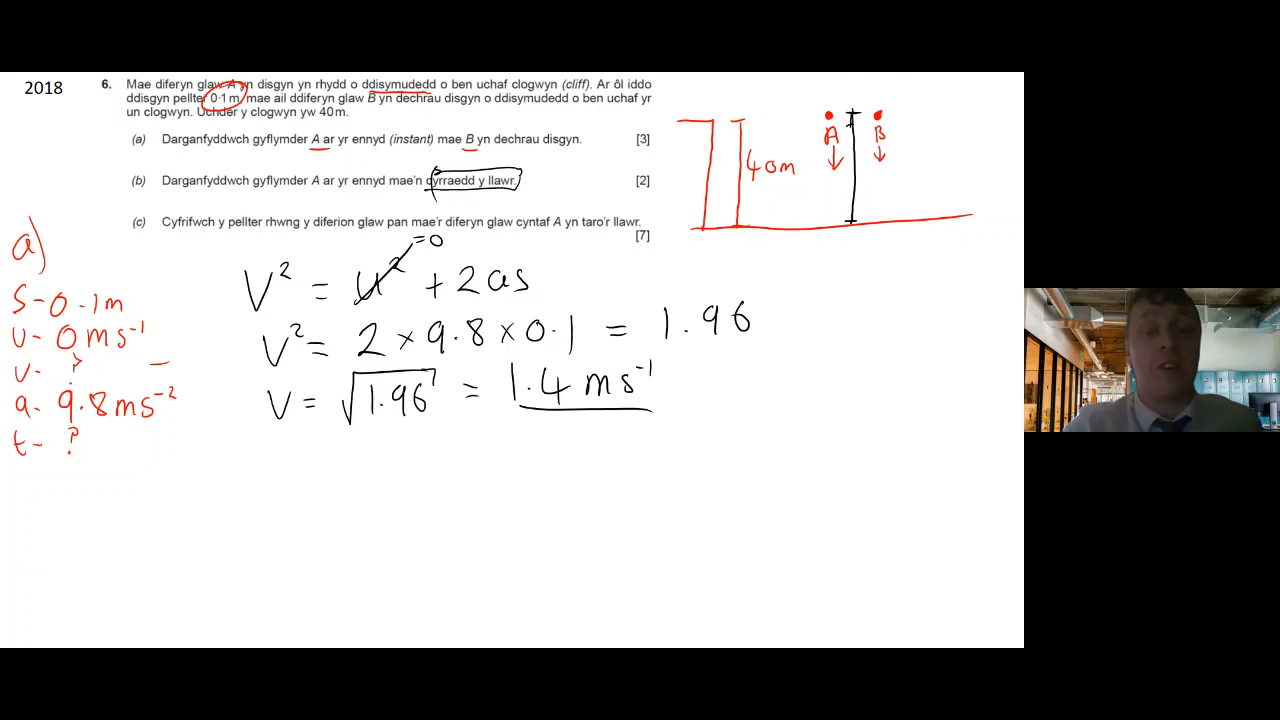 2018
6. Mae diferyn glaw A yn disgyn yn rhydd o ddisymudedd o ben uchaf clogwyn (cliff). Ar ôl iddo
ddisgyn pellter 0·1 m, mae ail ddiferyn glaw B yn dechrau disgyn o ddisymudedd o ben uchaf yr
un clogwyn. Uchder y clogwyn yw 40 m.
(a) Darganfyddwch gyflymder A ar yr ennyd (instant) mae B yn dechrau disgyn. [3]
(b) Darganfyddwch gyflymder A ar yr ennyd mae'n cyrraedd y llawr. [2]
(c) Cyfrifwch y pellter rhwng y diferion glaw pan mae'r diferyn glaw cyntaf A yn taro'r llawr.
[7]
A B
40m
a)
S - 0.1m
u - 0ms⁻¹
v - ?
a - 9.8ms⁻²
t - ?
=0
V² = u² + 2as
V² = 2 × 9.8 × 0.1 = 1.96
V = √1.96 = 1.4 ms⁻¹